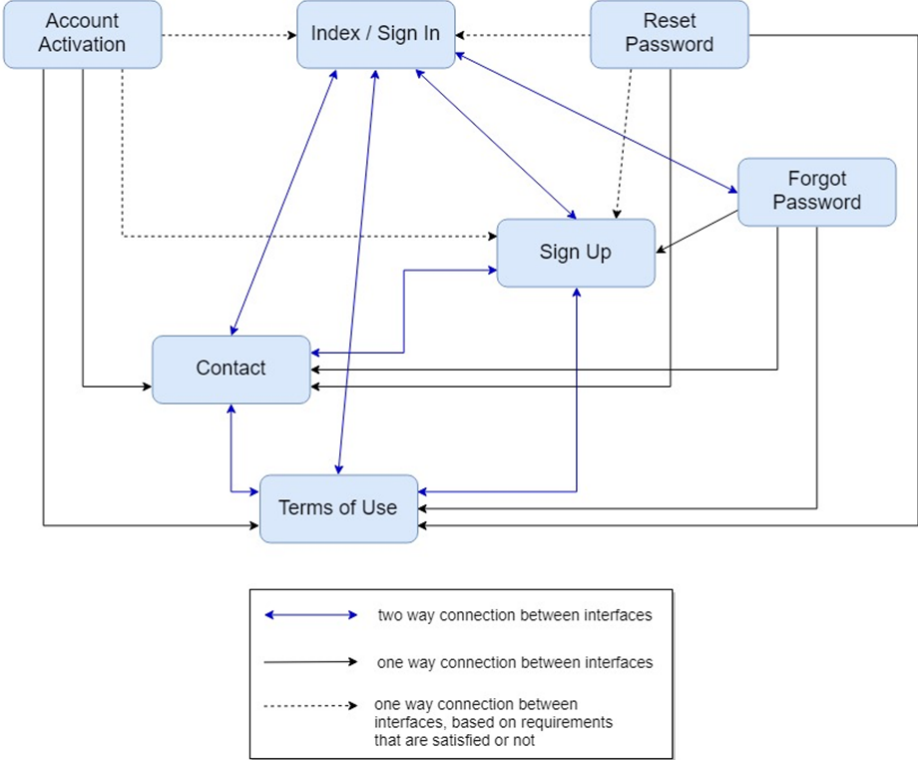 Account
Activation
Index / Sign In
Reset
Password
Forgot
Password
Sign Up
Contact
Terms of Use
two way connection between interfaces
one way connection between interfaces
one way connection between
interfaces, based on requirements
that are satisfied or not